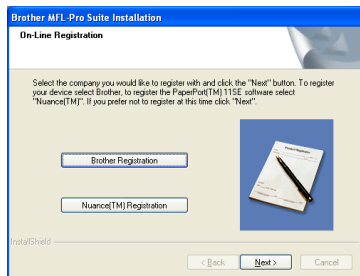 Brother MFL-Pro Suite Installation
On-Line Registration
Select the company you would like to register with and click the "Next" button. To register
your device select Brother, to register the PaperPort(TM) 11SE software select
"Nuance(TM)". If you prefer not to register at this time click "Next".
Product Registration
Brother Registration
Nuance(TM) Registration
InstallShield
< Back Next > Cancel